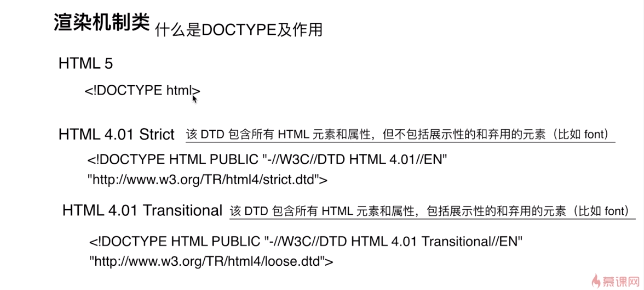 渲染机制类 什么是DOCTYPE及作用
HTML 5
<!DOCTYPE html>
HTML 4.01 Strict 该 DTD 包含所有 HTML 元素和属性，但不包括展示性的和弃用的元素（比如 font）
<!DOCTYPE HTML PUBLIC "-//W3C//DTD HTML 4.01//EN"
"http://www.w3.org/TR/html4/strict.dtd">
HTML 4.01 Transitional 该 DTD 包含所有 HTML 元素和属性，包括展示性的和弃用的元素（比如 font）
<!DOCTYPE HTML PUBLIC "-//W3C//DTD HTML 4.01 Transitional//EN"
"http://www.w3.org/TR/html4/loose.dtd">
慕课网